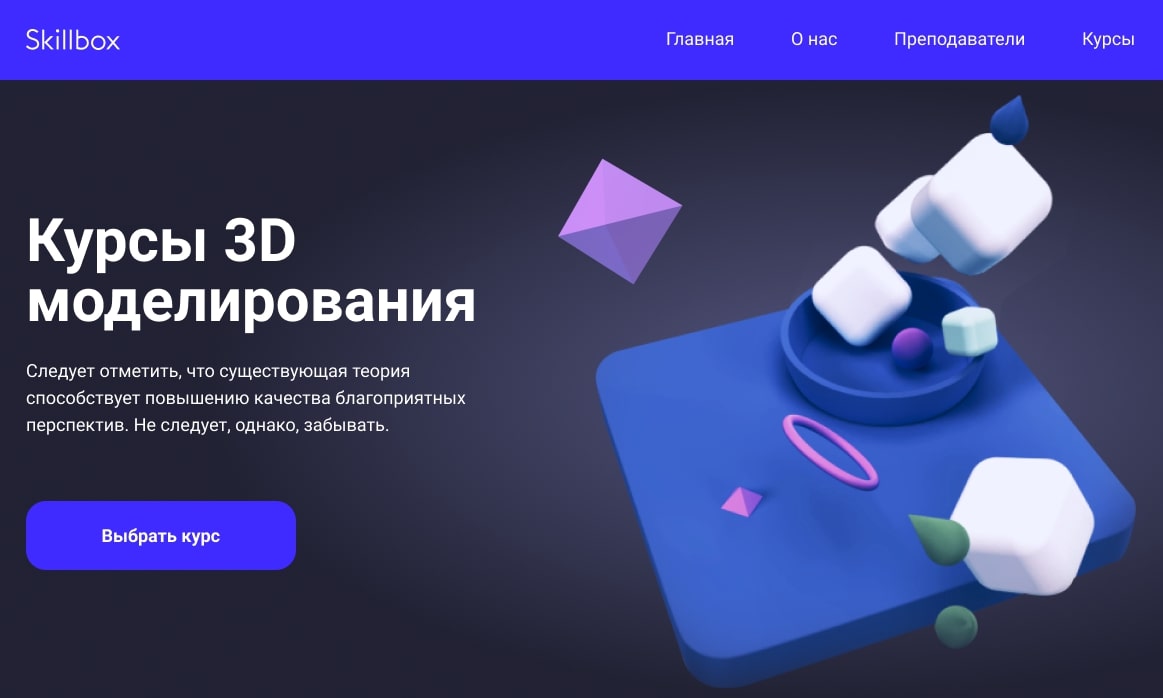 Skillbox
Главная О нас Преподаватели Курсы
Курсы 3D
моделирования
Следует отметить, что существующая теория
способствует повышению качества благоприятных
перспектив. Не следует, однако, забывать.
Выбрать курс